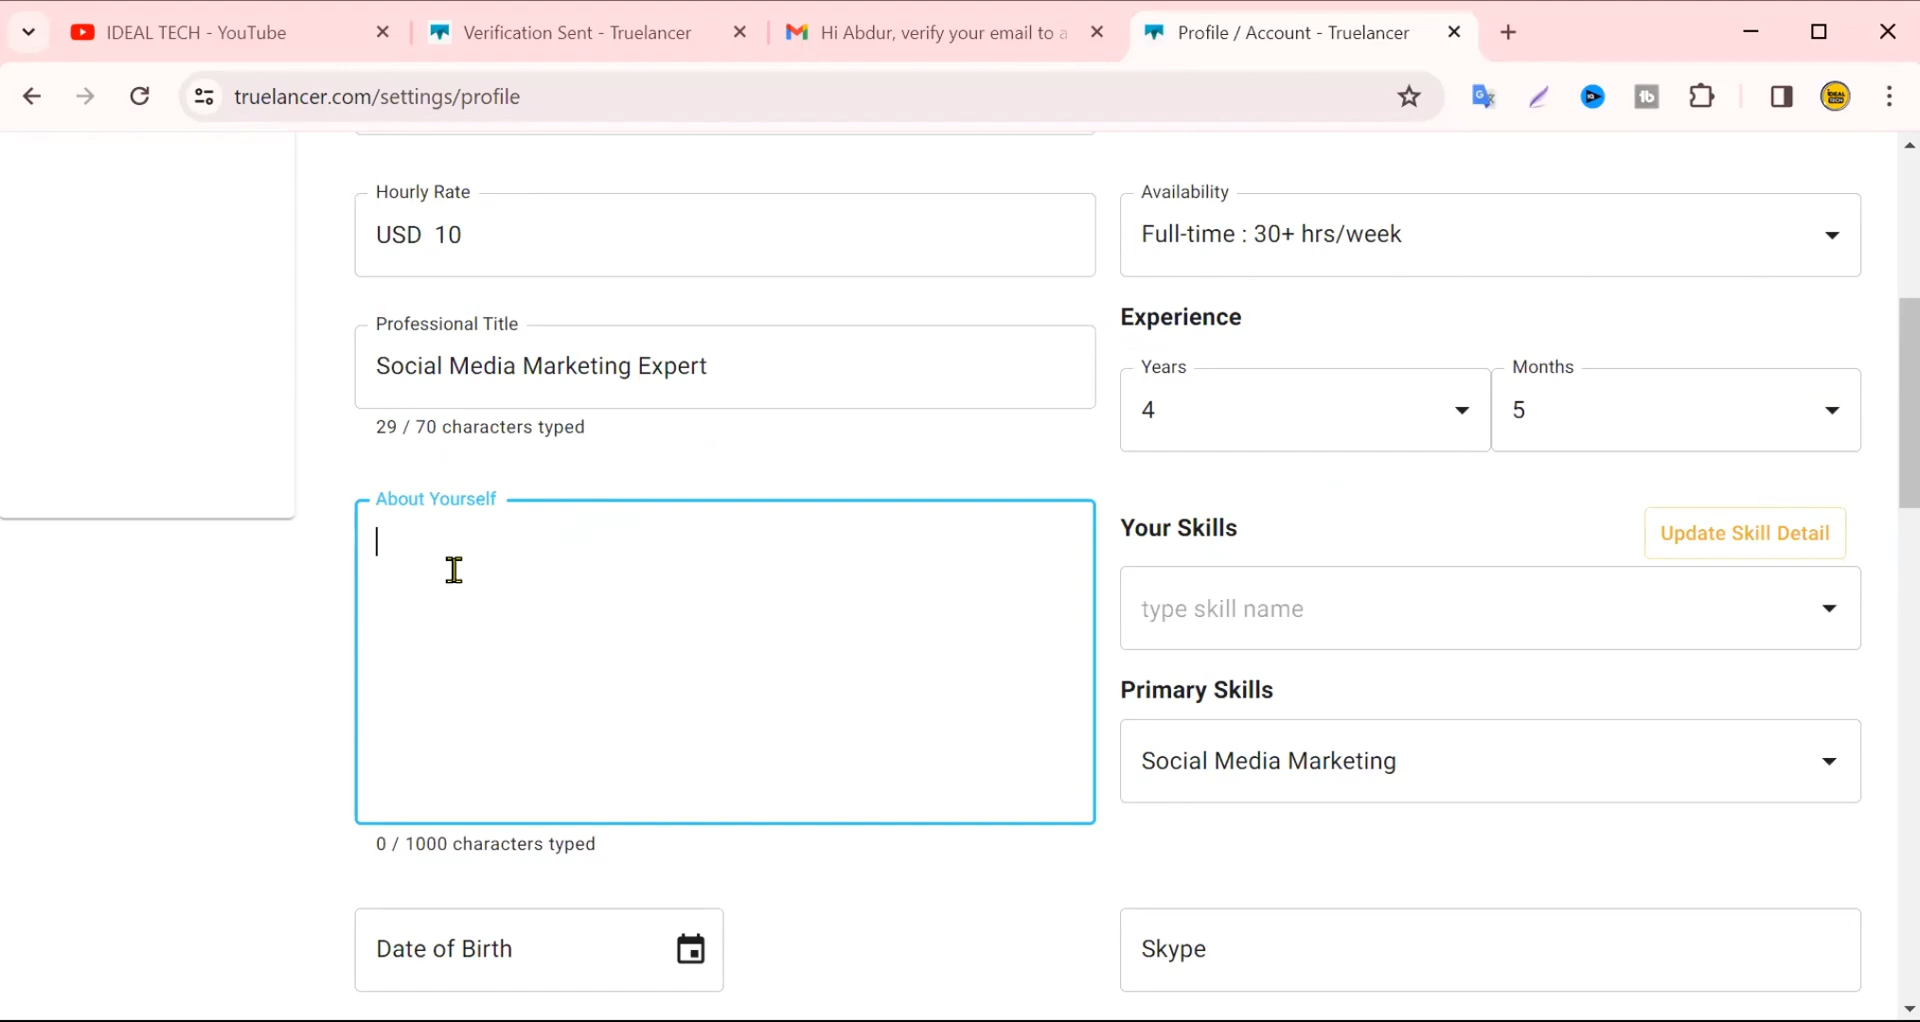 IDEAL TECH - YouTube
Verification Sent - Truelancer
Hi Abdur, verify your email to a
Profile / Account - Truelancer
truelancer.com/settings/profile
Hourly Rate
USD 10
Availability
Full-time : 30+ hrs/week
Professional Title
Social Media Marketing Expert
29 / 70 characters typed
Experience
Years
4
Months
5
About Yourself
0 / 1000 characters typed
Your Skills
Update Skill Detail
type skill name
Primary Skills
Social Media Marketing
Date of Birth
Skype